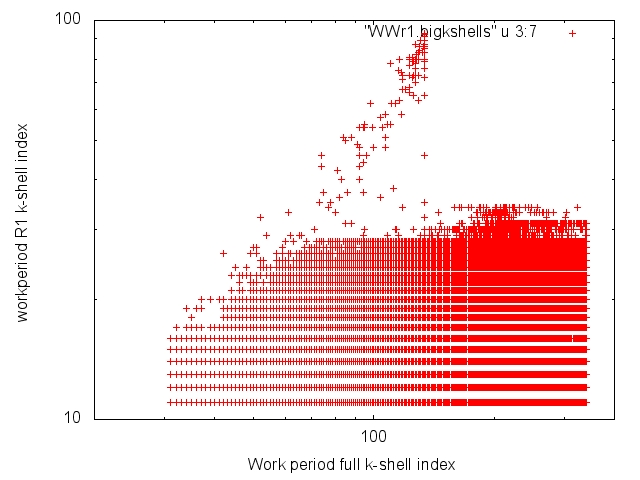 100
"WWr1.bigkshells" u 3:7
workperiod R1 k-shell index
10
100
Work period full k-shell index